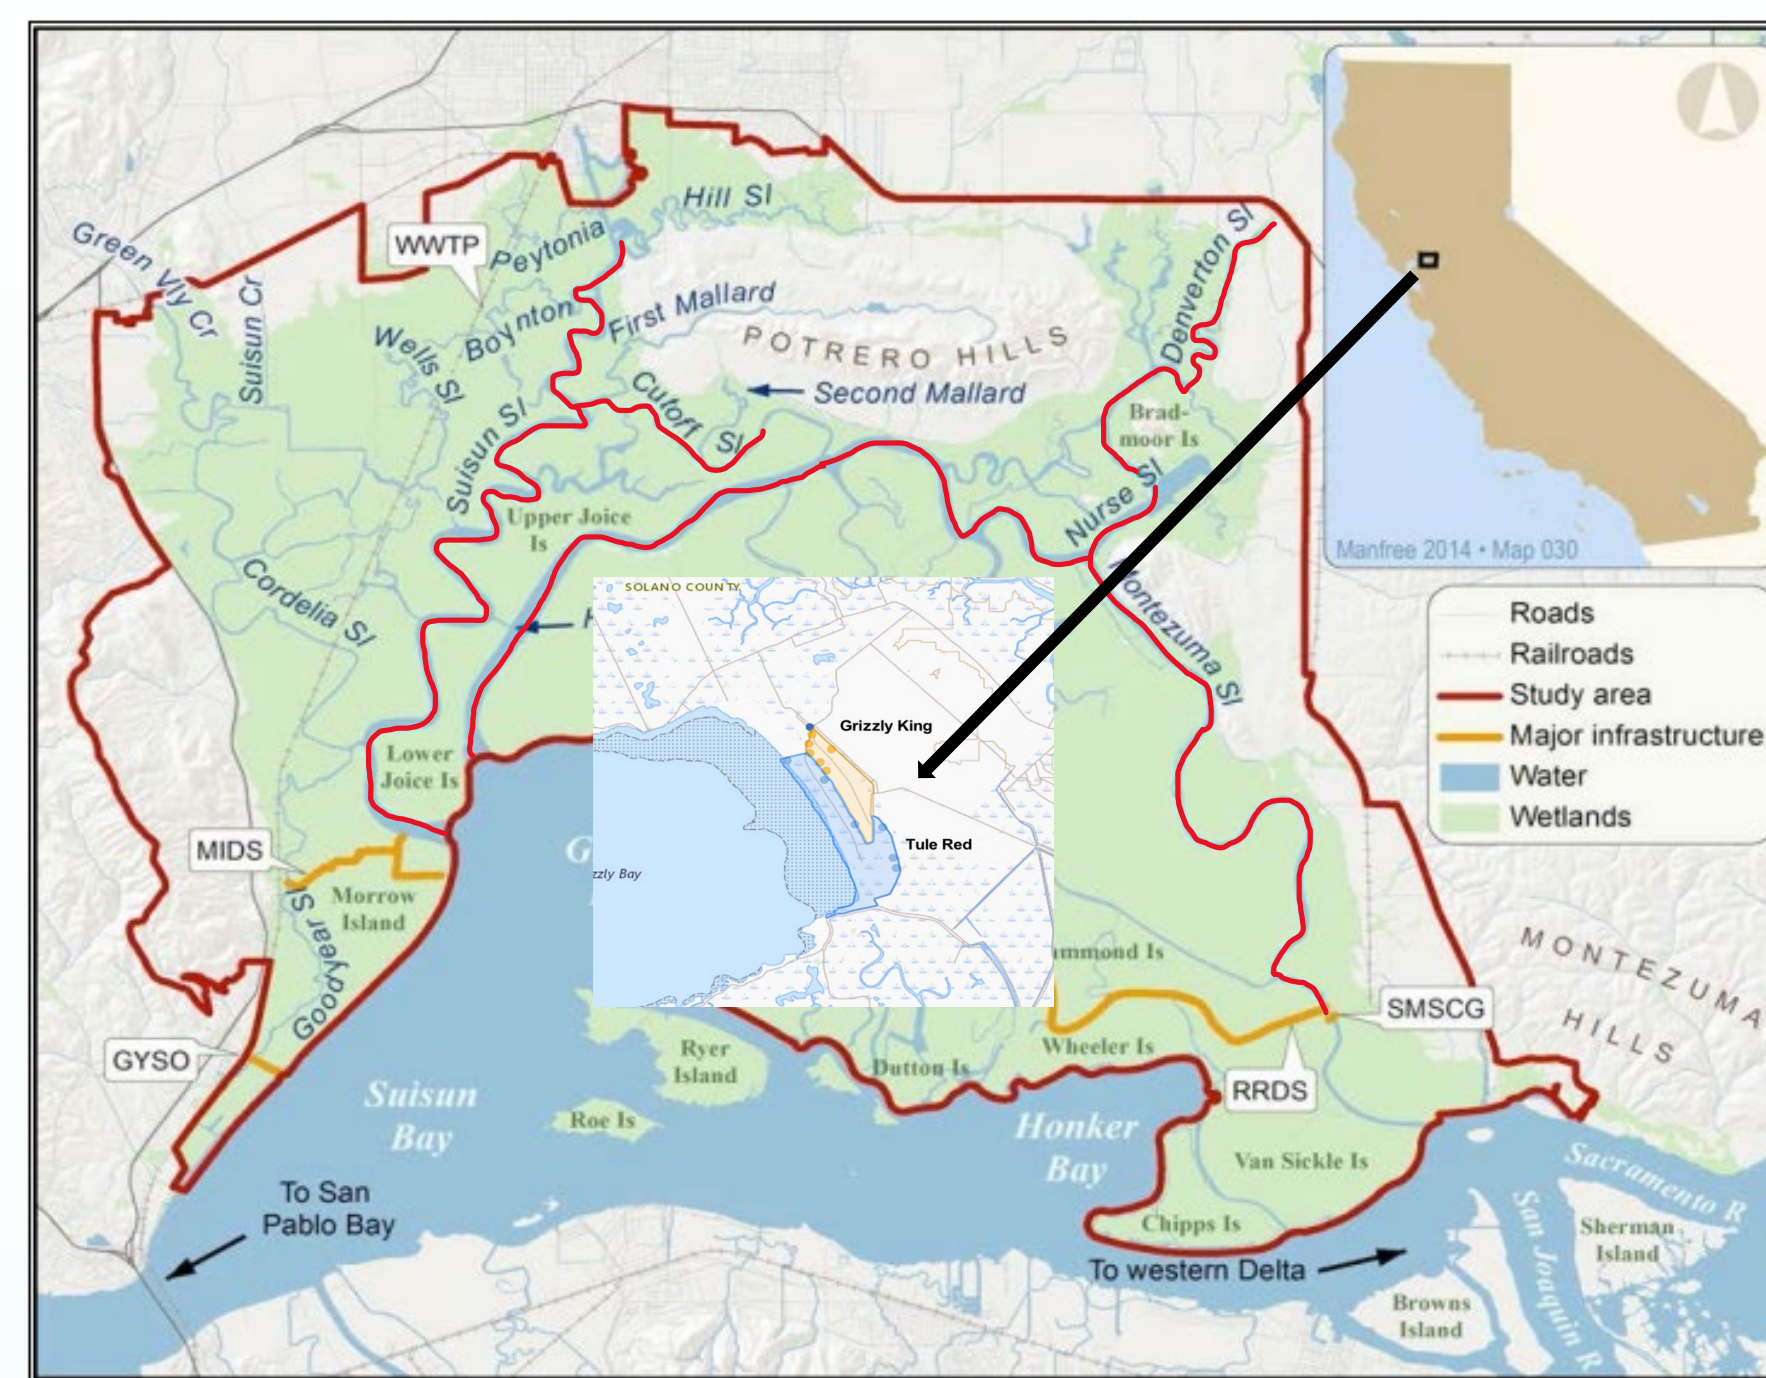 Hill Sl
Green Vly Cr
WWTP
Peytonia
Denverton Sl
Suisun Cr
Boynton
First Mallard
Wells Sl
POTRERO HILLS
Second Mallard
Cutoff Sl
Suisun Sl
Brad-
moor Is
Nurse Sl
Upper Joice
Is
Manfree 2014 • Map 030
Cordelia Sl
Montezuma Sl
SOLANO COUNTY
Roads
Railroads
Study area
Major infrastructure
Water
Wetlands
Grizzly King
Lower
Joice Is
Tule Red
MIDS
G
zzly Bay
Morrow
Island
Goodyear Sl
mmond Is
MONTEZUMA
HILLS
SMSCG
GYSO
Ryer
Island
Wheeler Is
Dutton Is
RRDS
Suisun
Bay
Roe Is
Honker
Bay
Van Sickle Is
Sacramento R
To San
Pablo Bay
Chipps Is
San Joaquin R
Sherman
Island
To western Delta
Browns
Island